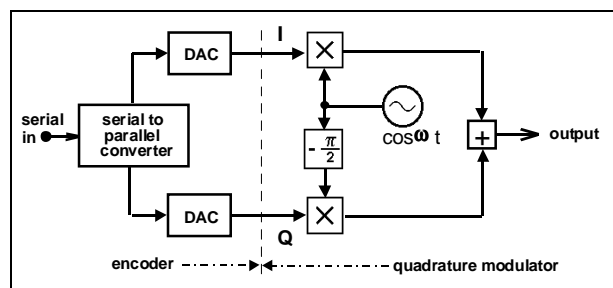 I
DAC
×
serial in
serial to
parallel
converter
cos ω t
- π/2
+
output
DAC
×
Q
encoder
quadrature modulator